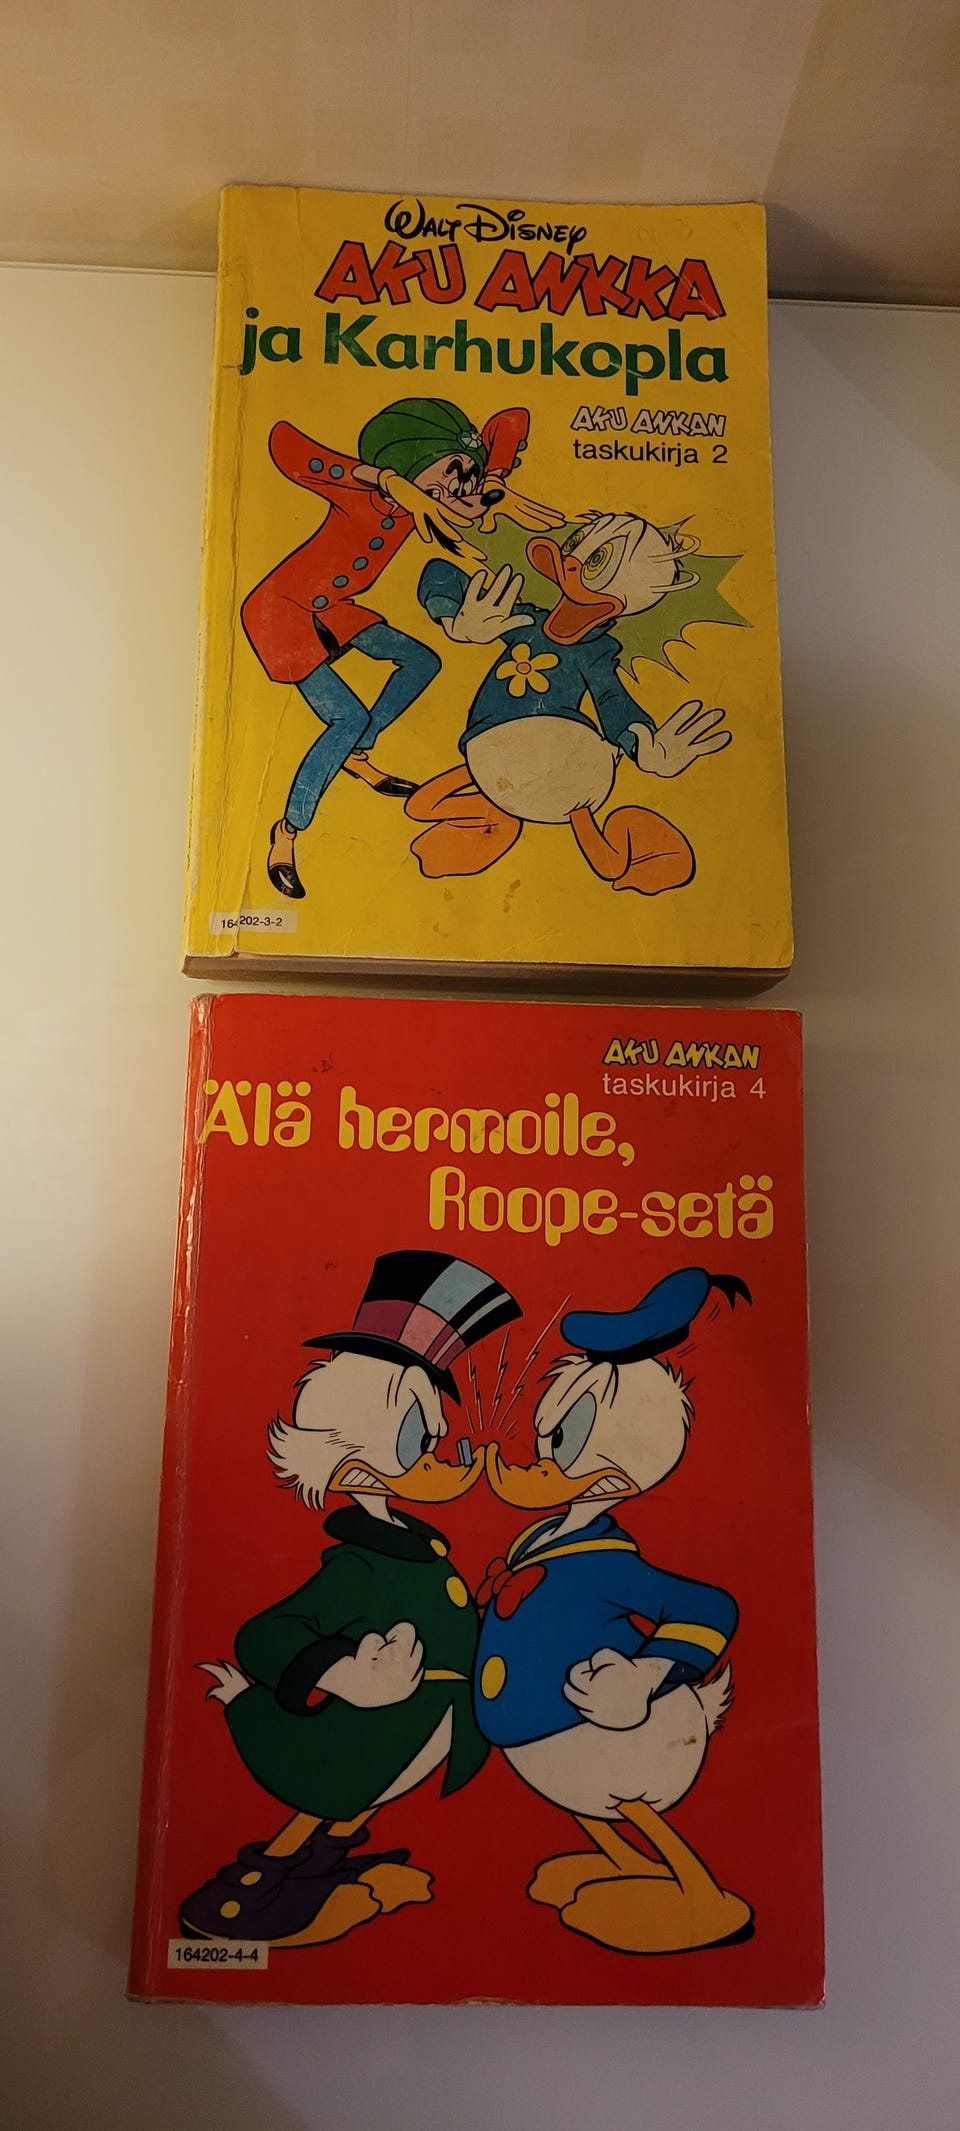 Walt Disney
AKU ANKKA
ja Karhukopla
AKU ANKAN
taskukirja 2
164202-3-2
AKU ANKAN
taskukirja 4
Älä hermoile,
Roope-setä
164202-4-4